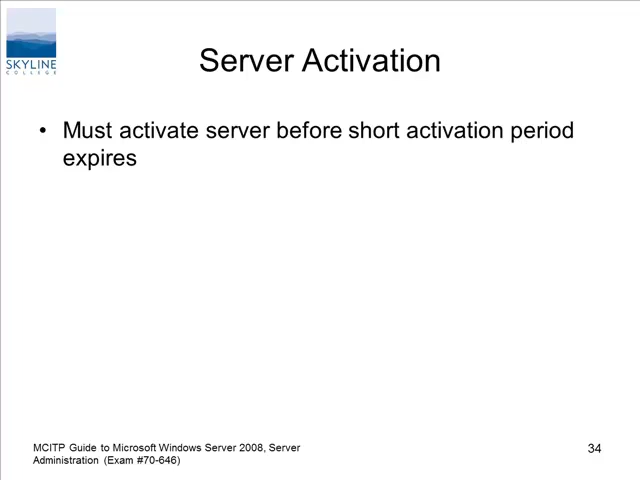 SKYLINE
COLLEGE
Server Activation
• Must activate server before short activation period
expires
MCITP Guide to Microsoft Windows Server 2008, Server
Administration (Exam #70-646)
34